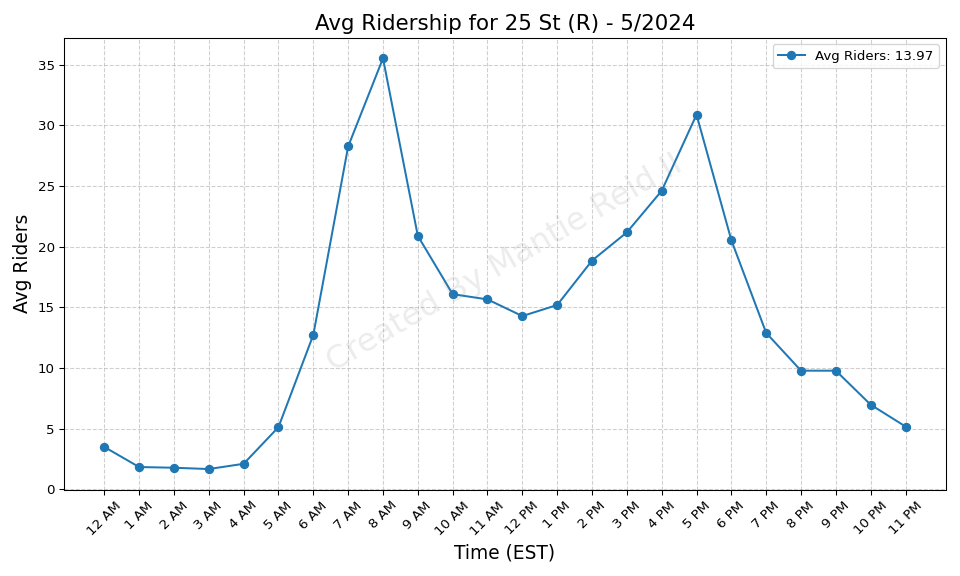 Avg Ridership for 25 St (R) - 5/2024
Avg Riders: 13.97
Avg Riders
35
30
25
20
15
10
5
0
Created By Mantie Reid II
12 AM
1 AM
2 AM
3 AM
4 AM
5 AM
6 AM
7 AM
8 AM
9 AM
10 AM
11 AM
12 PM
1 PM
2 PM
3 PM
4 PM
5 PM
6 PM
7 PM
8 PM
9 PM
10 PM
11 PM
Time (EST)